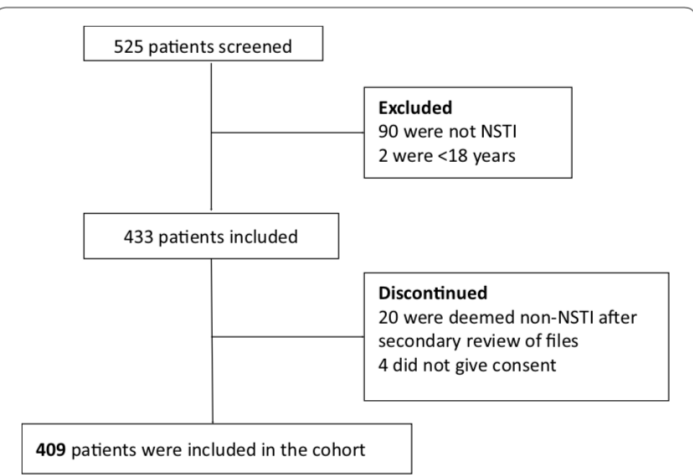 525 patients screened
Excluded
90 were not NSTI
2 were <18 years
433 patients included
Discontinued
20 were deemed non-NSTI after
secondary review of files
4 did not give consent
409 patients were included in the cohort